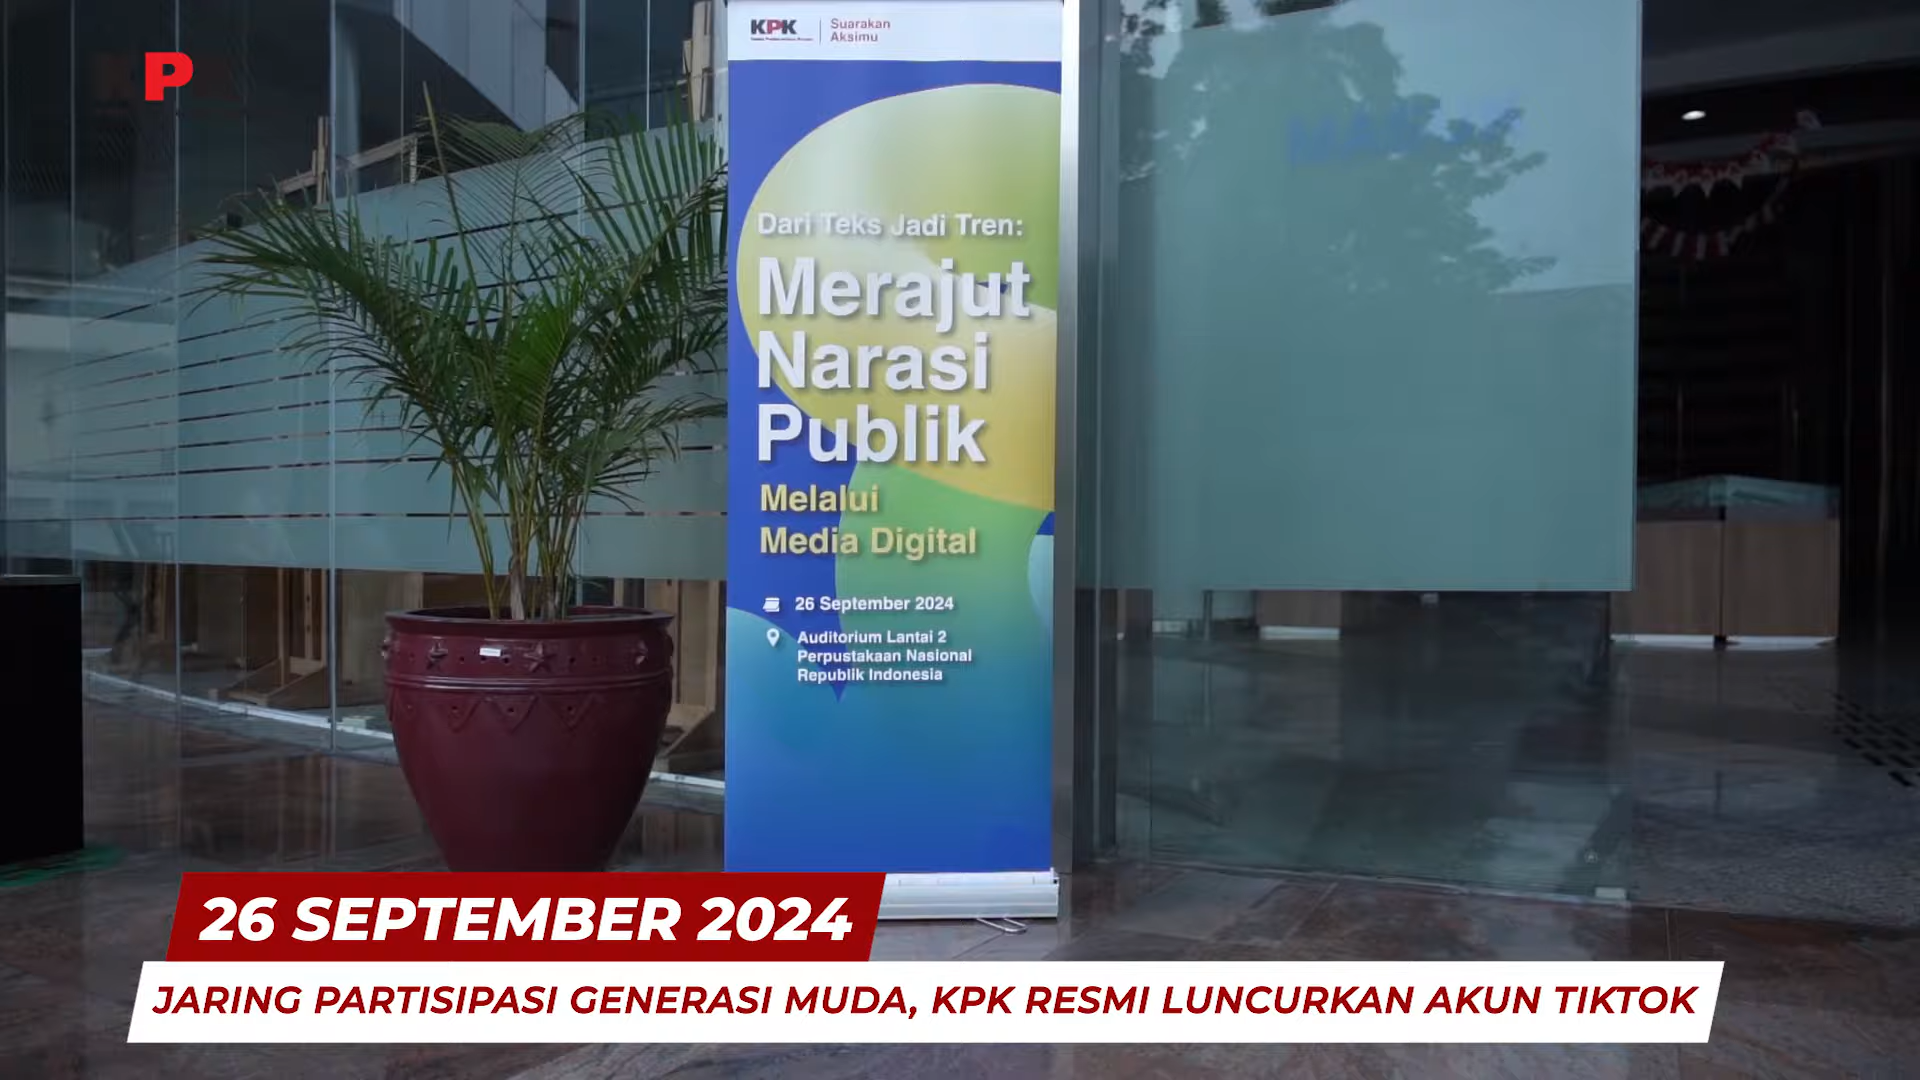 KPK
KPK
Suarakan
Aksimu
Dari Teks Jadi Tren:
Merajut
Narasi
Publik
Melalui
Media Digital
26 September 2024
Auditorium Lantai 2
Perpustakaan Nasional
Republik Indonesia
26 SEPTEMBER 2024
JARING PARTISIPASI GENERASI MUDA, KPK RESMI LUNCURKAN AKUN TIKTOK